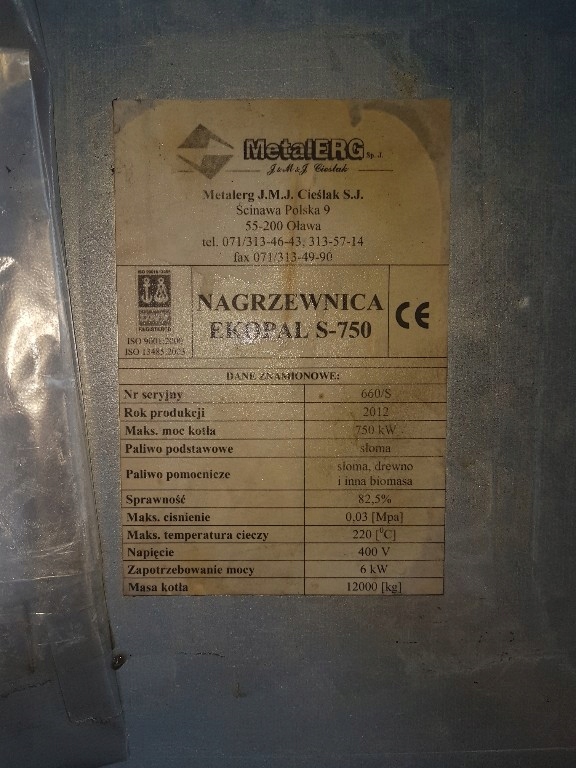 MetalERG Sp. J.
J&M&J Cieślak
Metalerg J.M.J. Cieślak S.J.
Ścinawa Polska 9
55-200 Oława
tel. 071/313-46-43, 313-57-14
fax 071/313-49-90
NAGRZEWNICA
EKOPAL S-750
CE
ISO 9001:2000
ISO 13485:2003
DANE ZNAMIONOWE:
Nr seryjny 660/S
Rok produkcji 2012
Maks. moc kotła 750 kW
Paliwo podstawowe słoma
Paliwo pomocnicze słoma, drewno
i inna biomasa
Sprawność 82,5%
Maks. cisnienie 0,03 [Mpa]
Maks. temperatura cieczy 220 [⁰C]
Napięcie 400 V
Zapotrzebowanie mocy 6 kW
Masa kotła 12000 [kg]